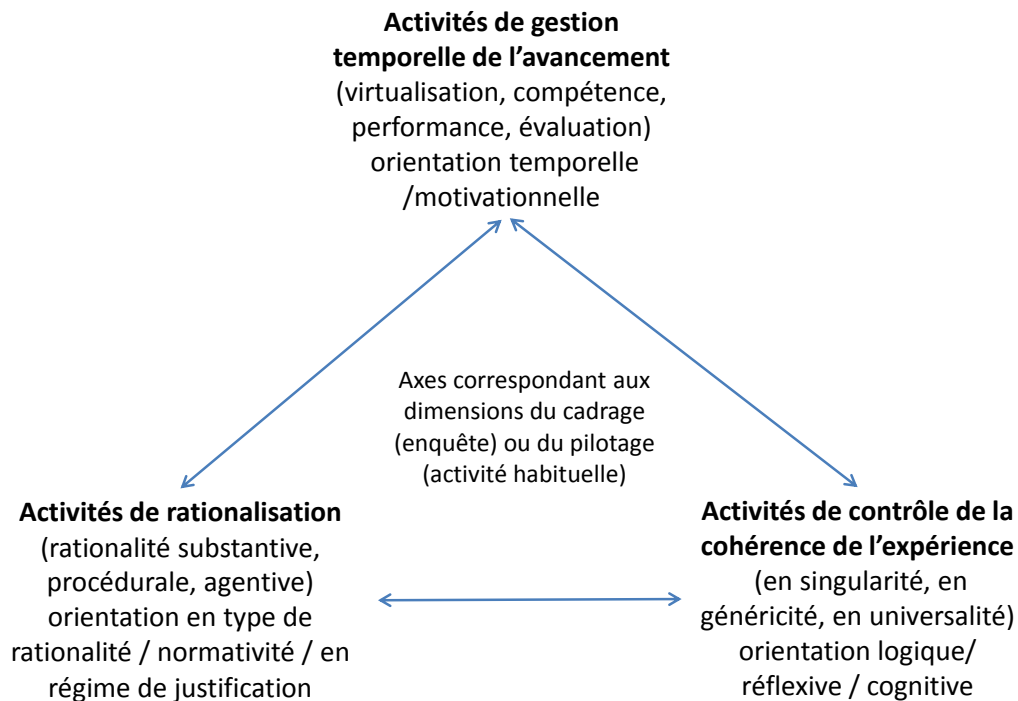 Activités de gestion
temporelle de l’avancement
(virtualisation, compétence,
performance, évaluation)
orientation temporelle
/motivationnelle
Axes correspondant aux
dimensions du cadrage
(enquête) ou du pilotage
(activité habituelle)
Activités de rationalisation
(rationalité substantive,
procédurale, agentive)
orientation en type de
rationalité / normativité / en
régime de justification
Activités de contrôle de la
cohérence de l’expérience
(en singularité, en
généricité, en universalité)
orientation logique/
réflexive / cognitive